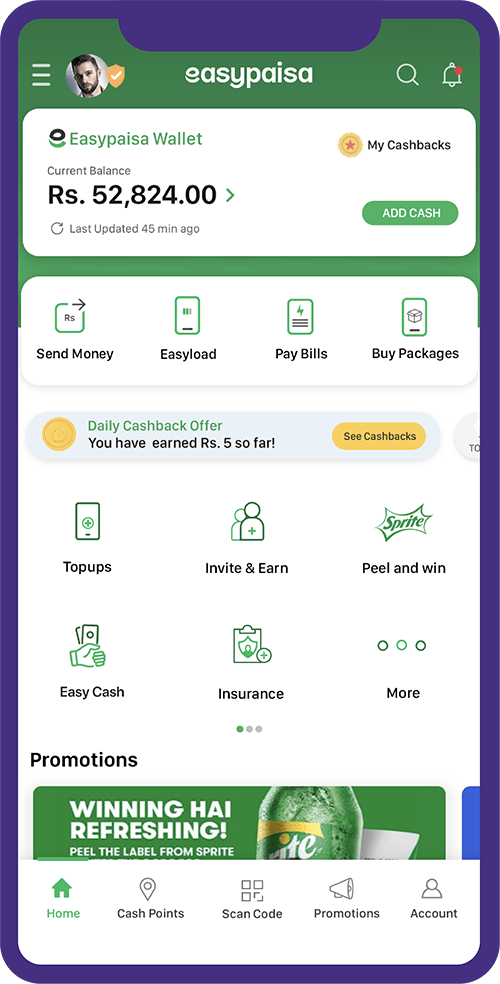 easypaisa
Easypaisa Wallet
My Cashbacks
Current Balance
Rs. 52,824.00
Last Updated 45 min ago
ADD CASH
Rs
Send Money
Easyload
Pay Bills
Buy Packages
Daily Cashback Offer
You have earned Rs. 5 so far!
See Cashbacks
TO
Topups
Invite & Earn
Sprite
Peel and win
Easy Cash
Insurance
More
Promotions
WINNING HAI
REFRESHING!
PEEL THE LABEL FROM SPRITE
Home
Cash Points
Scan Code
Promotions
Account